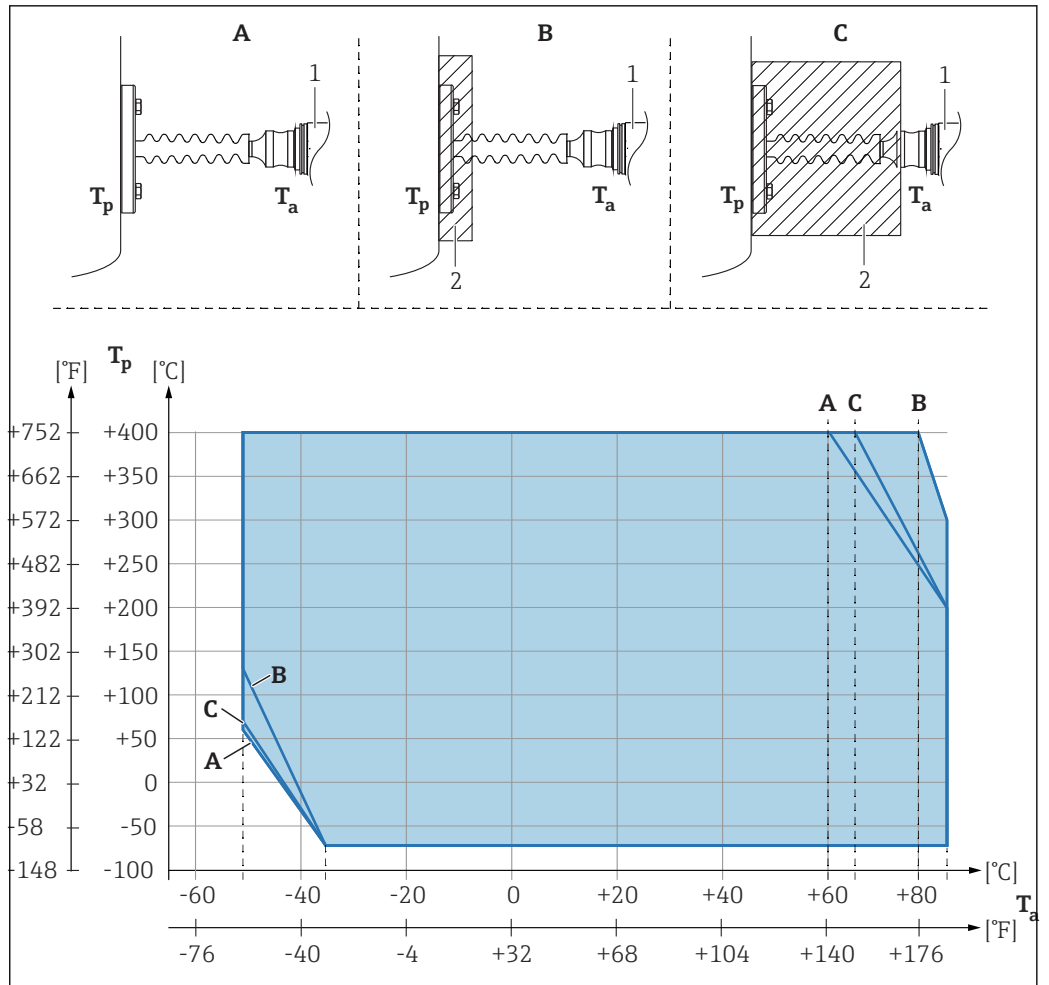 A B C
1 1 1
Tp Ta Tp Ta Tp Ta
2 2
Tp
[°F] [°C]
A C B
+752 +400
+662 +350
+572 +300
+482 +250
+392 +200
+302 +150
B
+212 +100
C
+122 +50
A
+32 0
-58 -50
-148 -100
[°C]
-60 -40 -20 0 +20 +40 +60 +80
Ta
[°F]
-76 -40 -4 +32 +68 +104 +140 +176